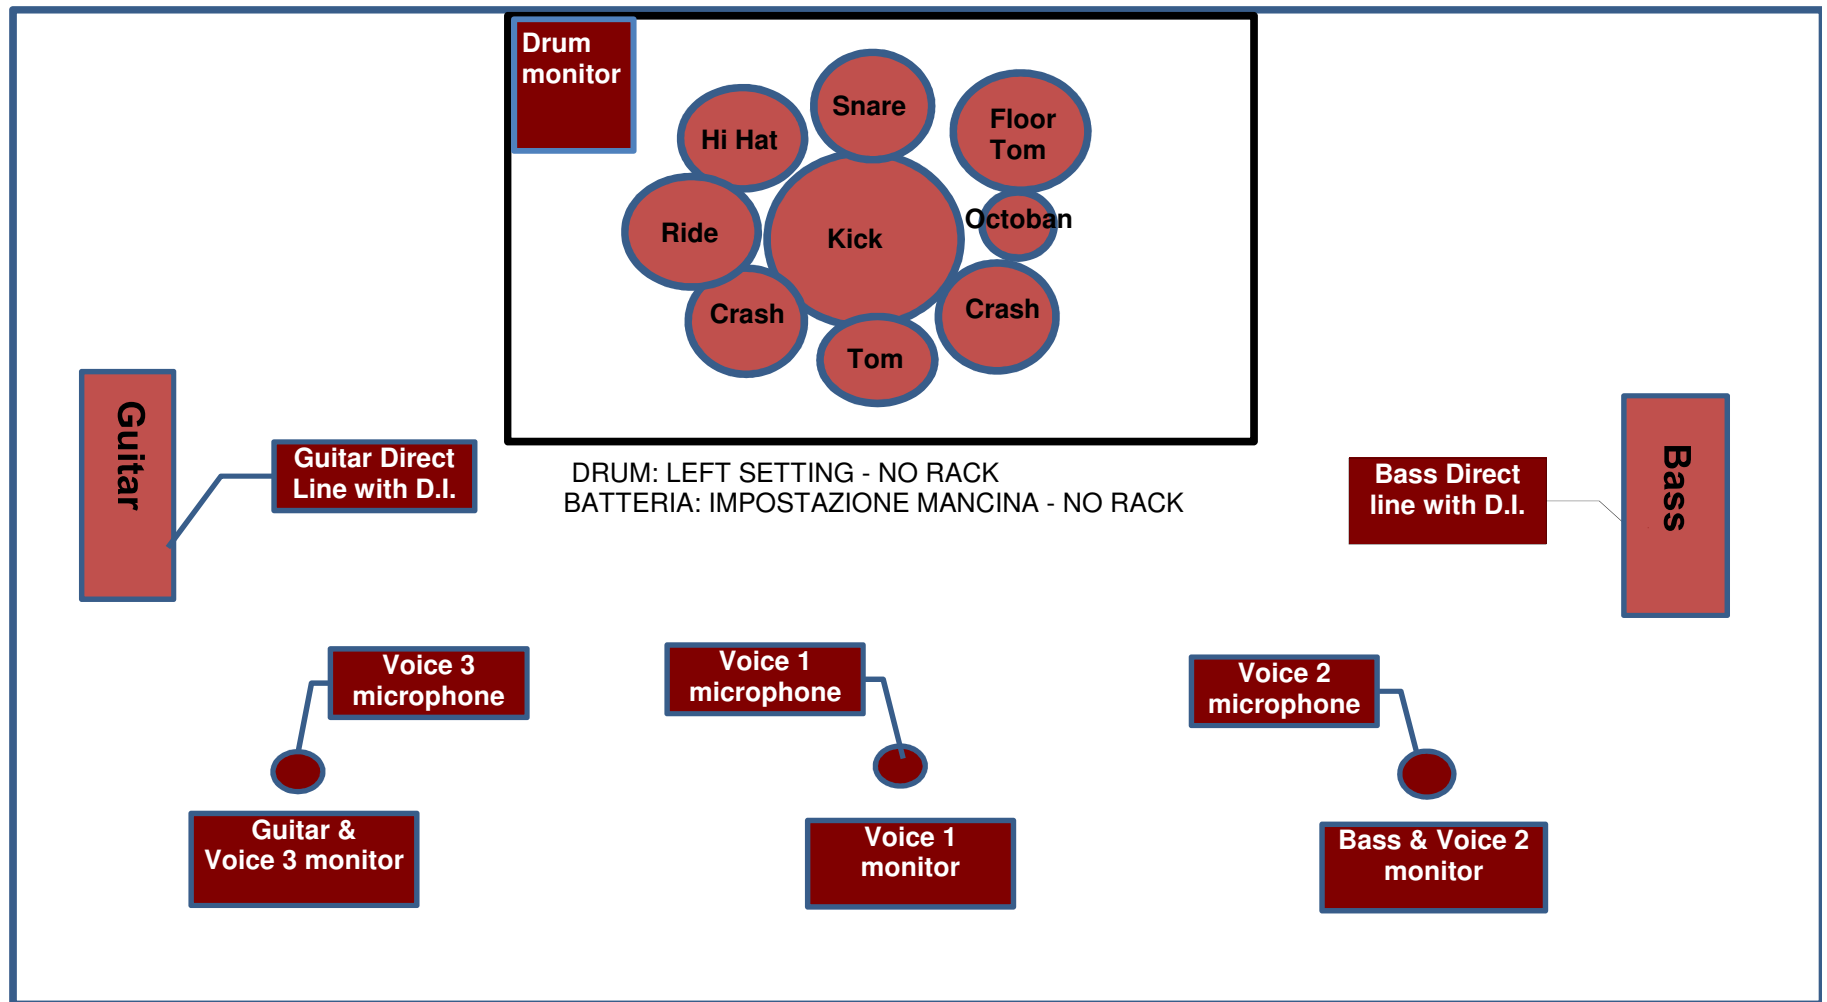 Drum
monitor
Snare
Hi Hat
Floor
Tom
Octoban
Ride
Kick
Crash
Crash
Tom
Guitar
Guitar Direct
Line with D.I.
DRUM: LEFT SETTING - NO RACK
BATTERIA: IMPOSTAZIONE MANCINA - NO RACK
Bass Direct
line with D.I.
Bass
Voice 3
microphone
Voice 1
microphone
Voice 2
microphone
Guitar &
Voice 3 monitor
Voice 1
monitor
Bass & Voice 2
monitor